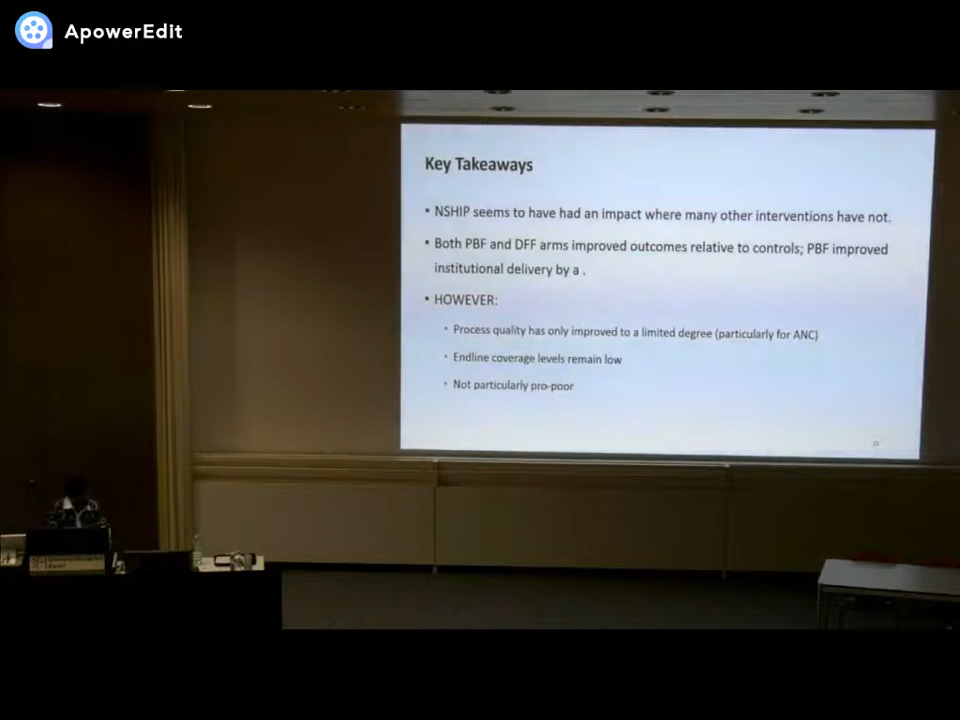 ApowerEdit
Key Takeaways
• NSHIP seems to have had an impact where many other interventions have not.
• Both PBF and DFF arms improved outcomes relative to controls; PBF improved
institutional delivery by a .
• HOWEVER:
• Process quality has only improved to a limited degree (particularly for ANC)
• Endline coverage levels remain low
• Not particularly pro-poor